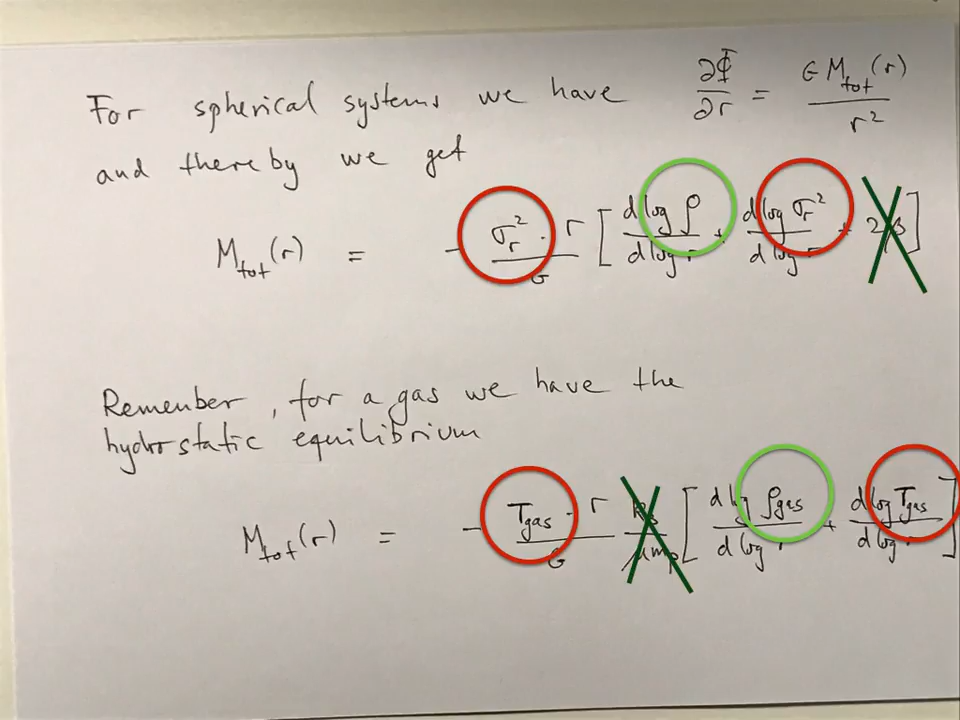 For spherical systems we have ∂Φ/∂r = G M_tot(r)/r²
and thereby we get
M_tot(r) = - σ_r² · r / G [ d log ρ / d log r + d log σ_r² / d log r + 2β ]
Remember, for a gas we have the
hydrostatic equilibrium
M_tot(r) = - T_gas · r / G k_B / μ m_p [ d log ρ_gas / d log r + d log T_gas / d log r ]